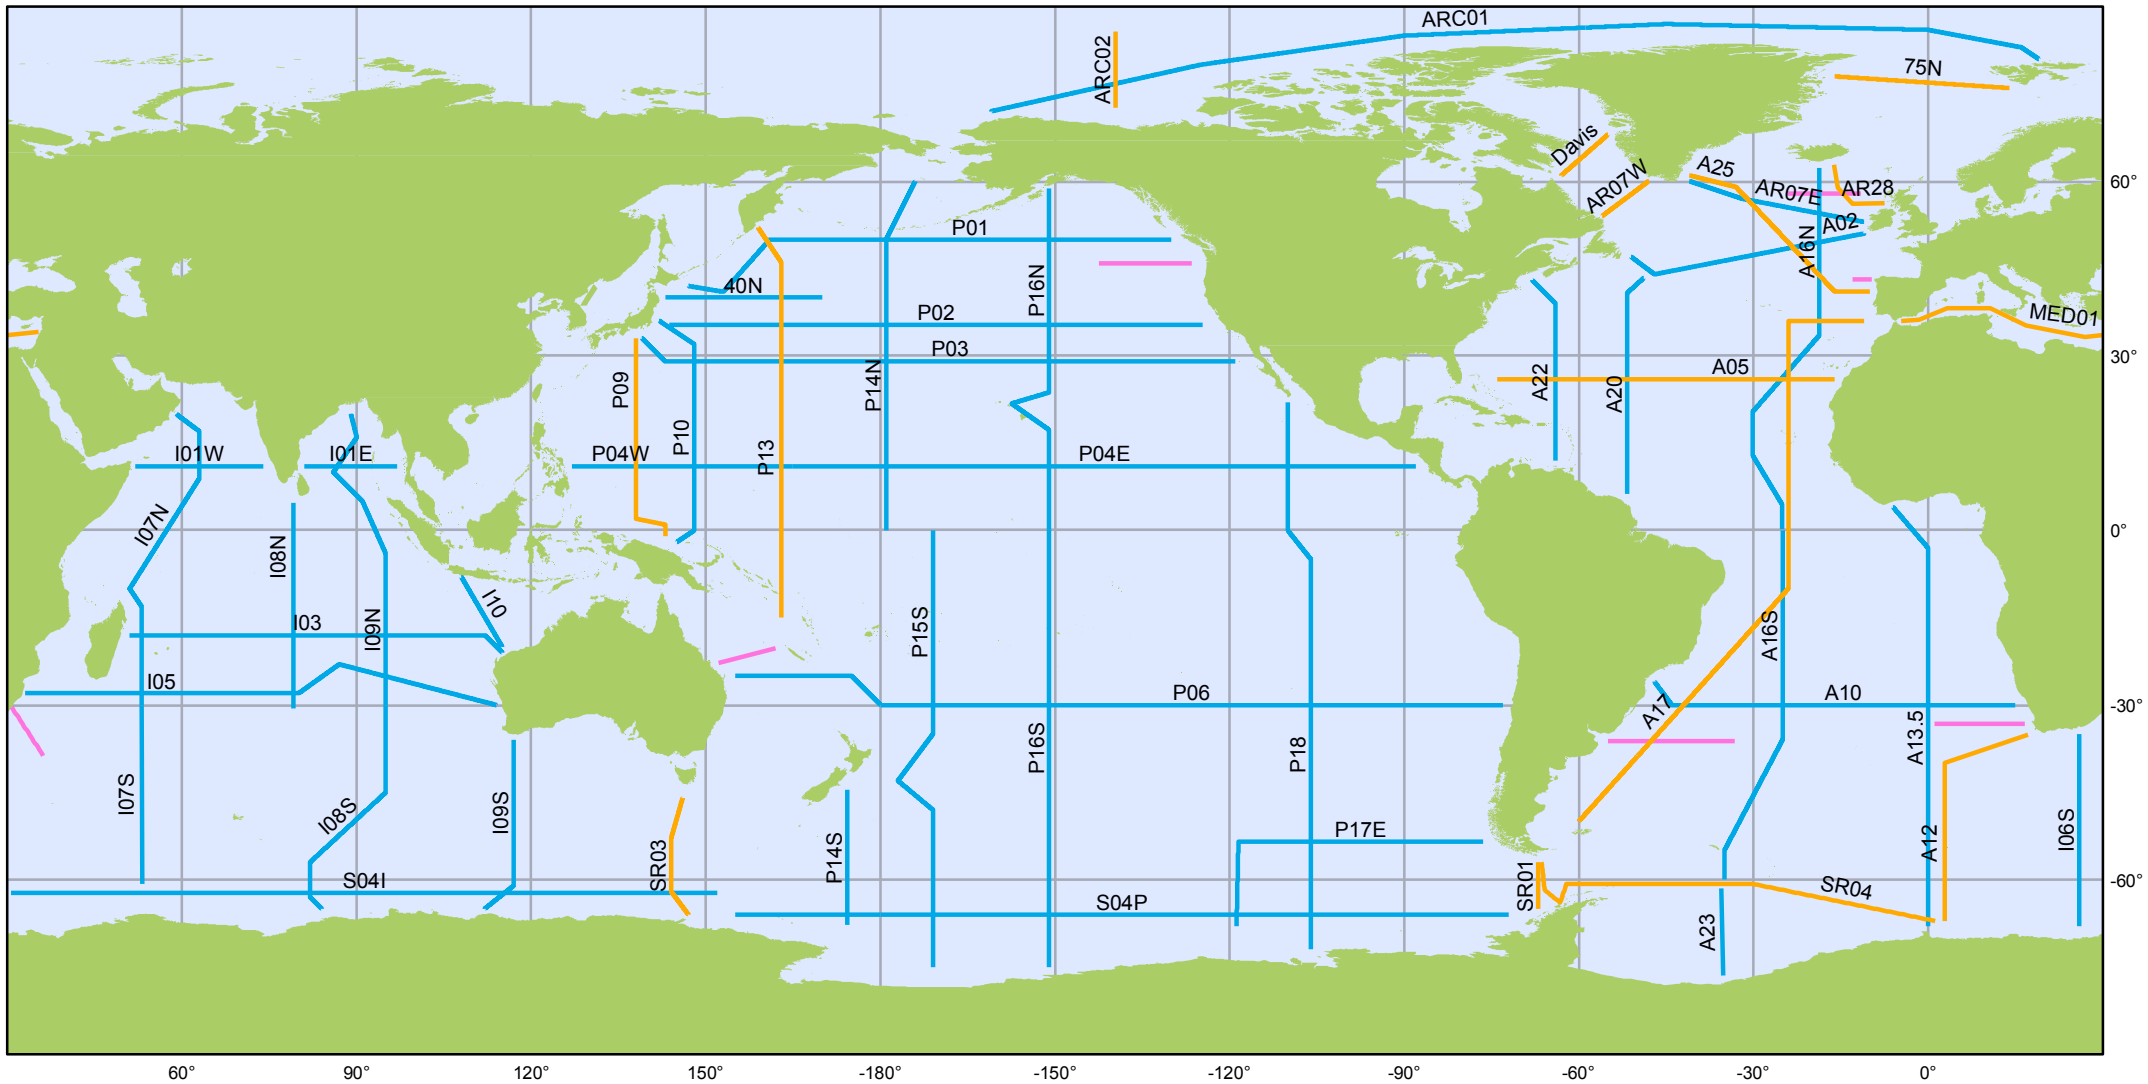 ARC01
ARC02
75N
Davis
A25
AR07W
AR07E
AR28
60°
A02
P01
A16N
P16N
40N
P02
MED01
P03
30°
P09
P14N
A22
A20
A05
P10
P13
I01W
I01E
P04W
P04E
I07N
I08N
0°
I10
I03
I09N
P15S
A16S
I05
P06
A17
A10
-30°
P16S
P18
A13.5
I07S
I08S
I09S
P17E
SR03
P14S
A12
I06S
S04I
SR01
SR04
-60°
S04P
A23
60°
90°
120°
150°
-180°
-150°
-120°
-90°
-60°
-30°
0°